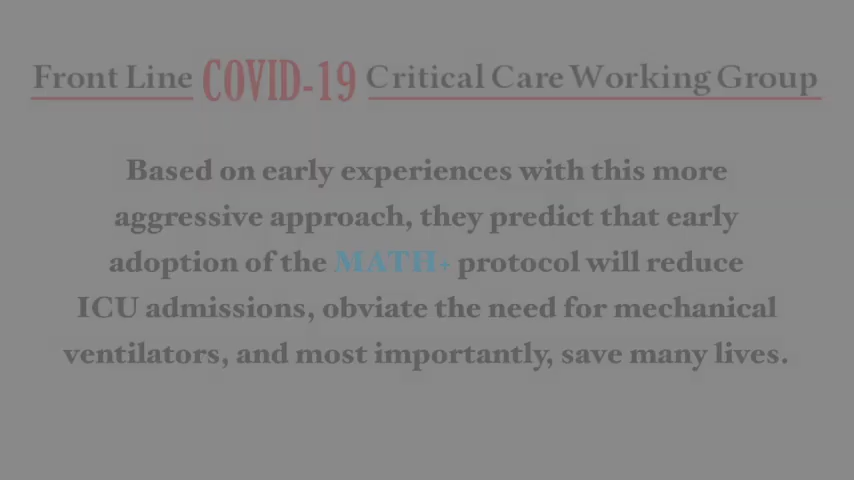 Front Line COVID-19 Critical Care Working Group
Based on early experiences with this more
aggressive approach, they predict that early
adoption of the MATH+ protocol will reduce
ICU admissions, obviate the need for mechanical
ventilators, and most importantly, save many lives.